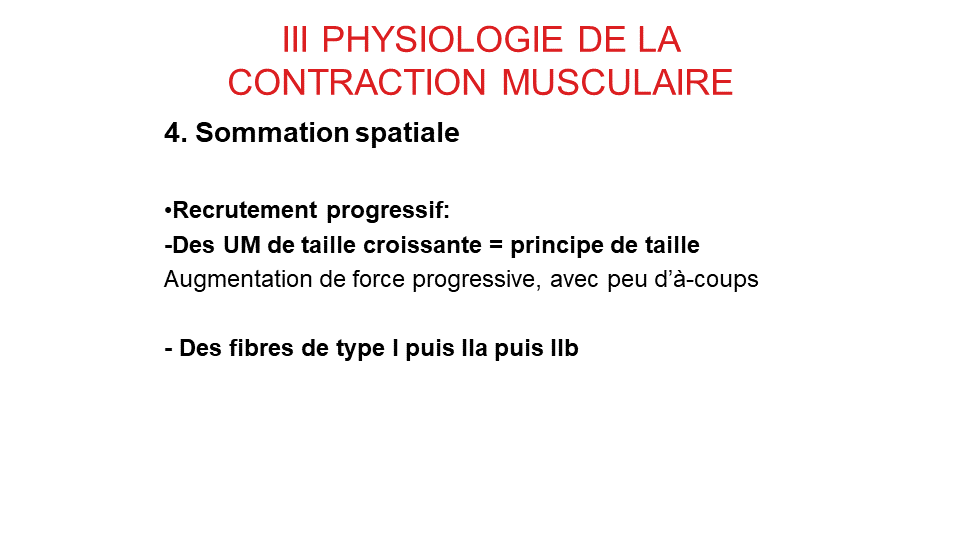 III PHYSIOLOGIE DE LA
CONTRACTION MUSCULAIRE
4. Sommation spatiale
•Recrutement progressif:
-Des UM de taille croissante = principe de taille
Augmentation de force progressive, avec peu d’à-coups
- Des fibres de type I puis IIa puis IIb